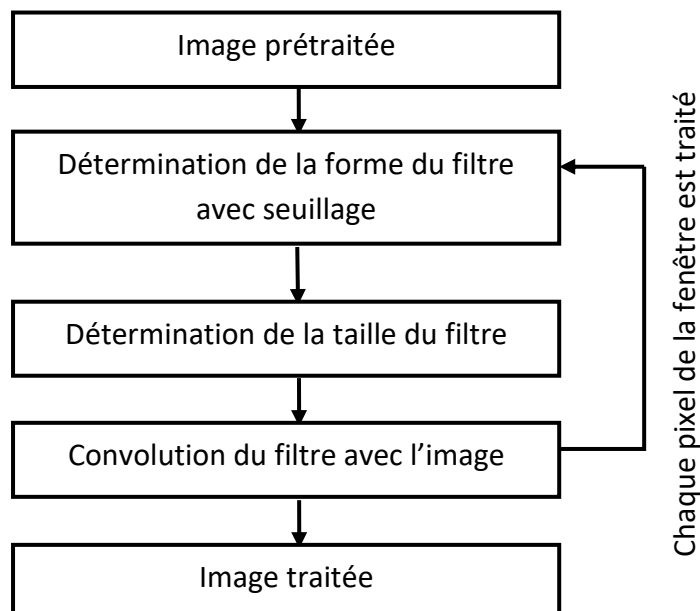 Image prétraitée
Détermination de la forme du filtre
avec seuillage
Détermination de la taille du filtre
Convolution du filtre avec l’image
Image traitée
Chaque pixel de la fenêtre est traité